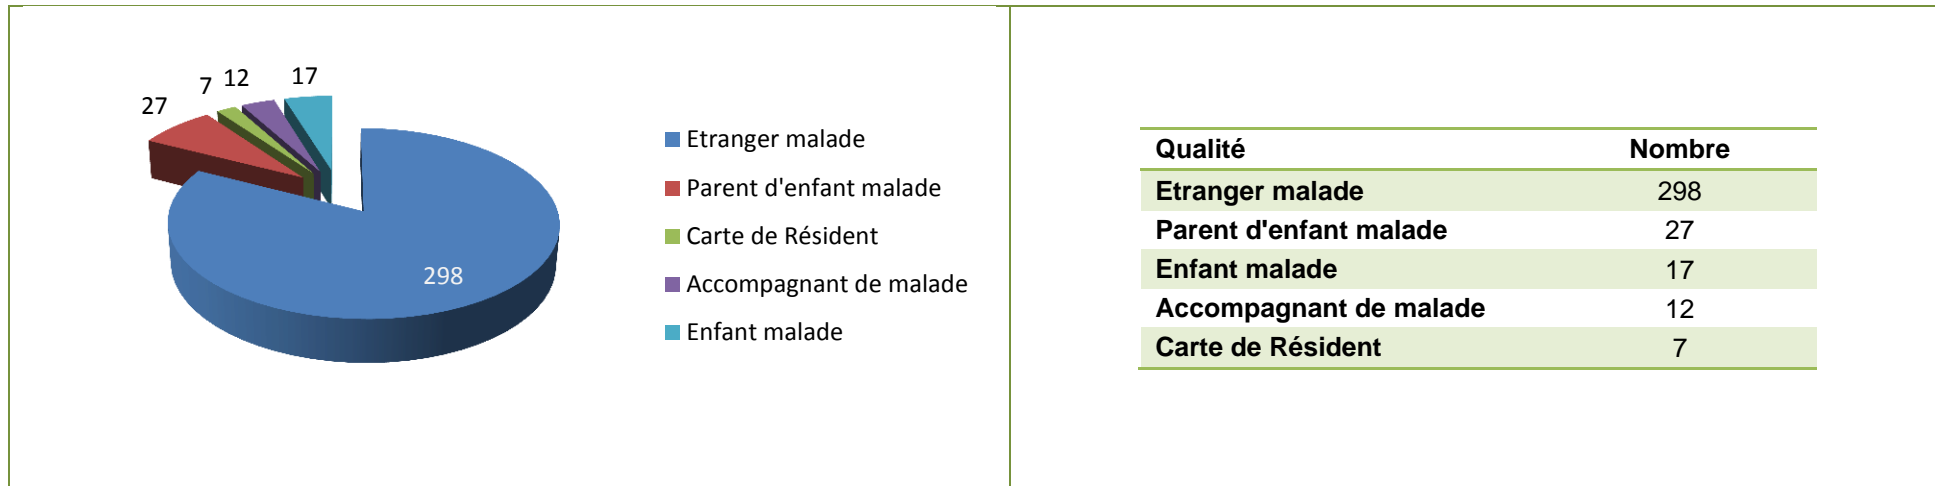 27
7
12
17
298
Etranger malade
Parent d'enfant malade
Carte de Résident
Accompagnant de malade
Enfant malade
Qualité Nombre
Etranger malade 298
Parent d'enfant malade 27
Enfant malade 17
Accompagnant de malade 12
Carte de Résident 7